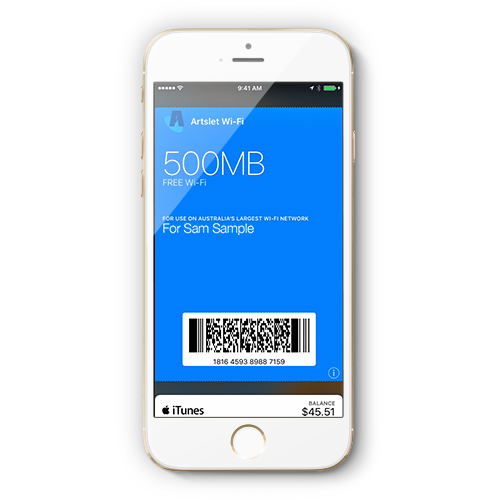 9:41 AM
Artslet Wi-Fi
500MB
FREE Wi-Fi
FOR USE ON AUSTRALIA'S LARGEST WI-FI NETWORK
For Sam Sample
1816 4593 8988 7159
iTunes
BALANCE
$45.51